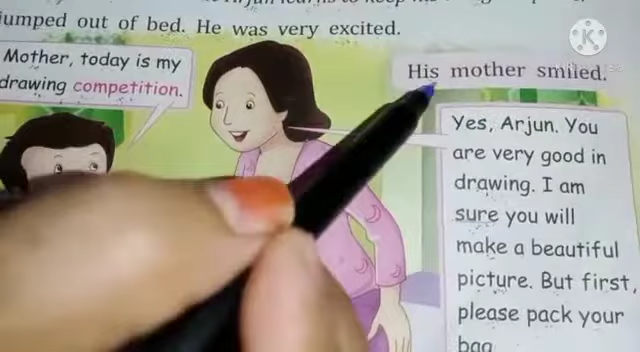 jumped out of bed. He was very excited.
Mother, today is my
drawing competition.
His mother smiled.
Yes, Arjun. You
are very good in
drawing. I am
sure you will
make a beautiful
picture. But first,
please pack your
bag